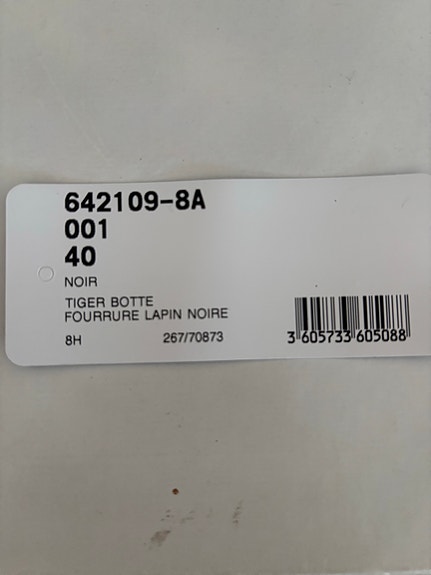 642109-8A
001
40
NOIR
TIGER BOTTE
FOURRURE LAPIN NOIRE
8H 267/70873
3 605733 605088